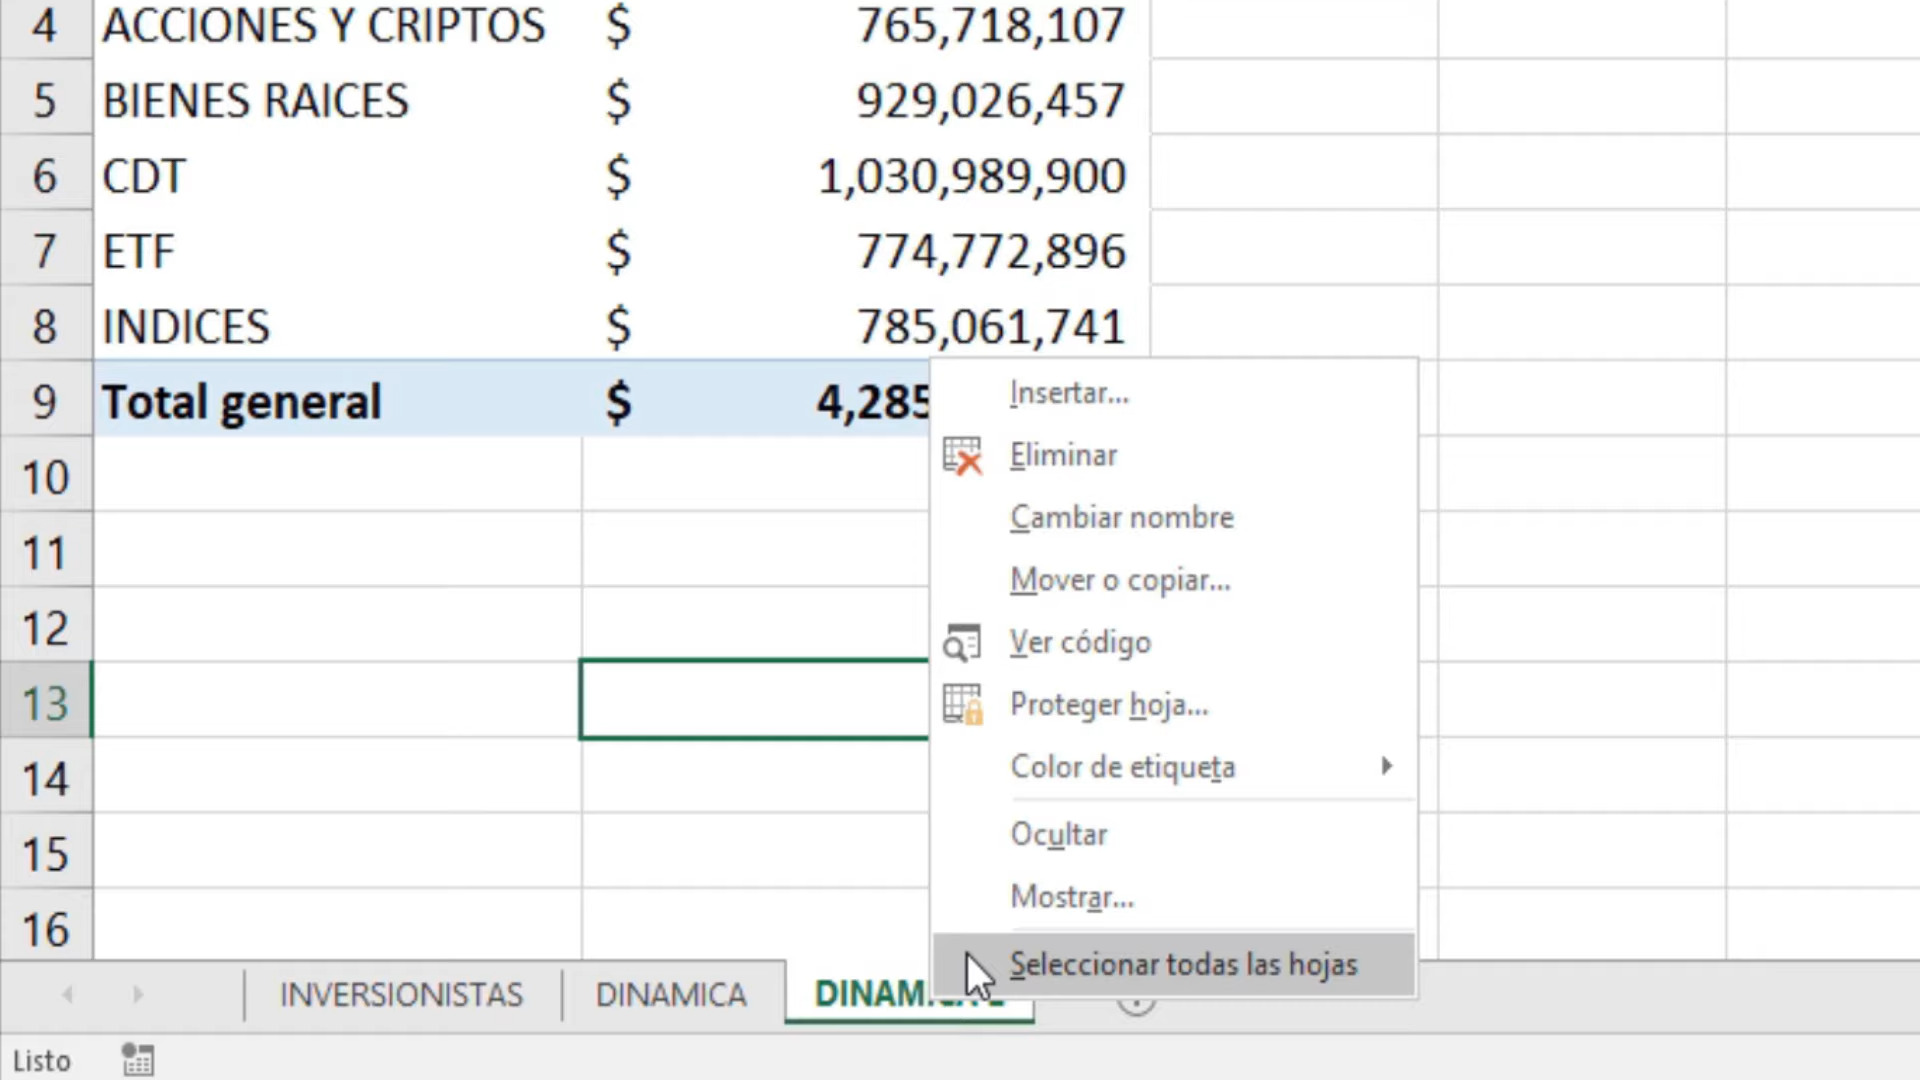 4 ACCIONES Y CRIPTOS $ 765,718,107
5 BIENES RAICES $ 929,026,457
6 CDT $ 1,030,989,900
7 ETF $ 774,772,896
8 INDICES $ 785,061,741
9 Total general $ 4,285
10
11
12
13
14
15
16
Insertar...
Eliminar
Cambiar nombre
Mover o copiar...
Ver código
Proteger hoja...
Color de etiqueta
Ocultar
Mostrar...
Seleccionar todas las hojas
INVERSIONISTAS DINAMICA
Listo